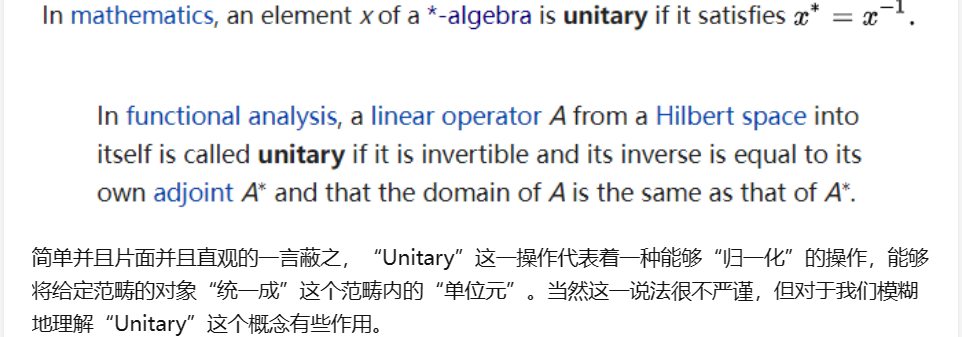 In mathematics, an element x of a *-algebra is unitary if it satisfies x* = x⁻¹.
In functional analysis, a linear operator A from a Hilbert space into
itself is called unitary if it is invertible and its inverse is equal to its
own adjoint A* and that the domain of A is the same as that of A*.
简单并且片面并且直观的一言蔽之，“Unitary”这一操作代表着一种能够“归一化”的操作，能够
将给定范畴的对象“统一成”这个范畴内的“单位元”。当然这一说法很不严谨，但对于我们模糊
地理解“Unitary”这个概念有些作用。